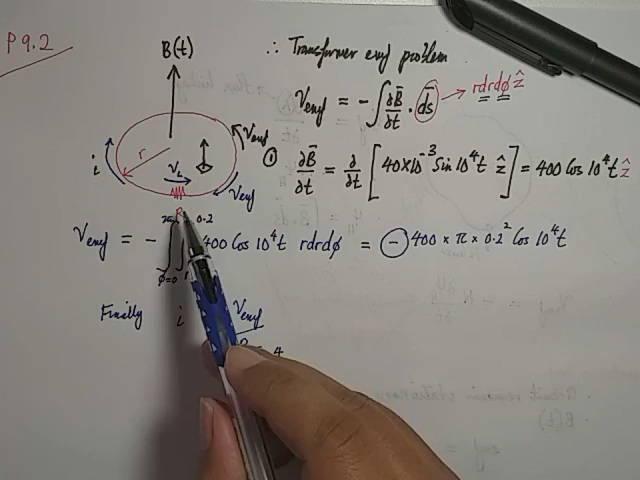 P 9.2
B(t)
∴ Transformer emf problem
Vemf = - ∫ ∂B̄/∂t · d̄s → rdrdϕ ẑ
Vemf
i
r
VL
Vemf
R
① ∂B̄/∂t = ∂/∂t [40×10⁻³ Sin 10⁴t ẑ] = 400 Cos 10⁴t ẑ
Vemf = - ∫ϕ=0 ∫ 0.2 400 Cos 10⁴t rdrdϕ = - 400 × π × 0.2² Cos 10⁴t
Finally i Vemf
4